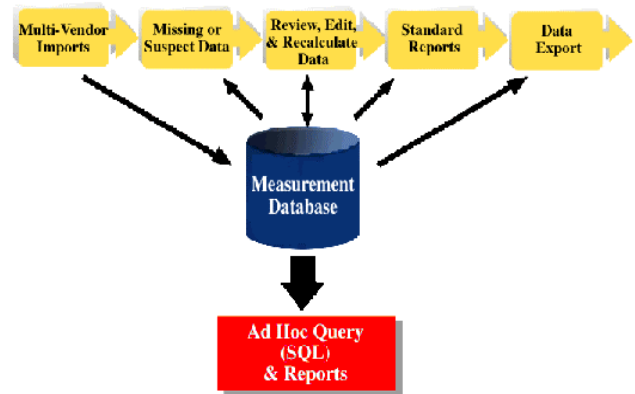 Multi-Vendor
Imports
Missing or
Suspect Data
Review, Edit,
& Recalculate
Data
Standard
Reports
Data
Export
Measurement
Database
Ad Hoc Query
(SQL)
& Reports